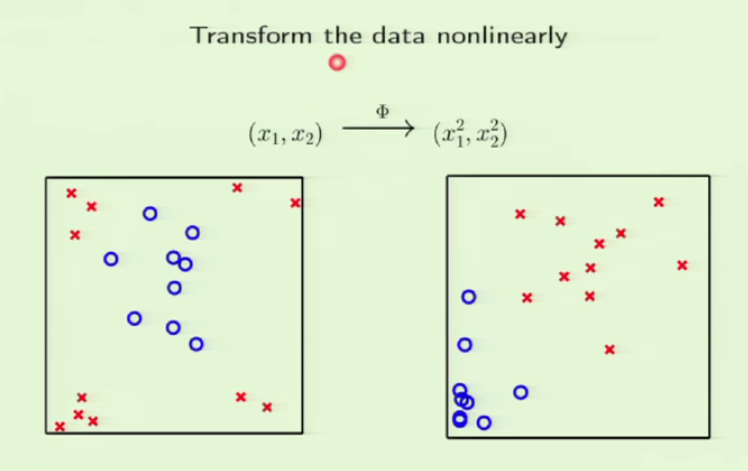 Transform the data nonlinearly
Φ
(x₁, x₂) ⟶ (x₁², x₂²)